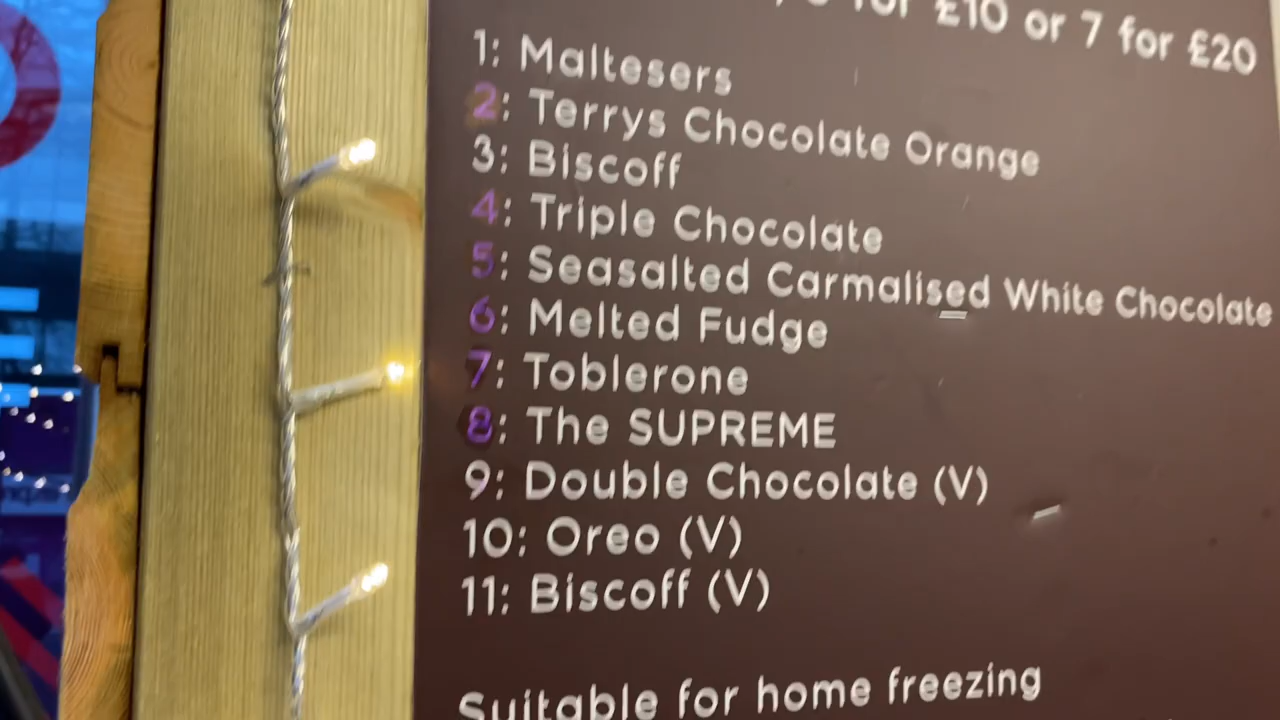 for £10 or 7 for £20
1: Maltesers
2: Terrys Chocolate Orange
3: Biscoff
4: Triple Chocolate
5: Seasalted Carmalised White Chocolate
6: Melted Fudge
7: Toblerone
8: The SUPREME
9: Double Chocolate (V)
10: Oreo (V)
11: Biscoff (V)
Suitable for home freezing